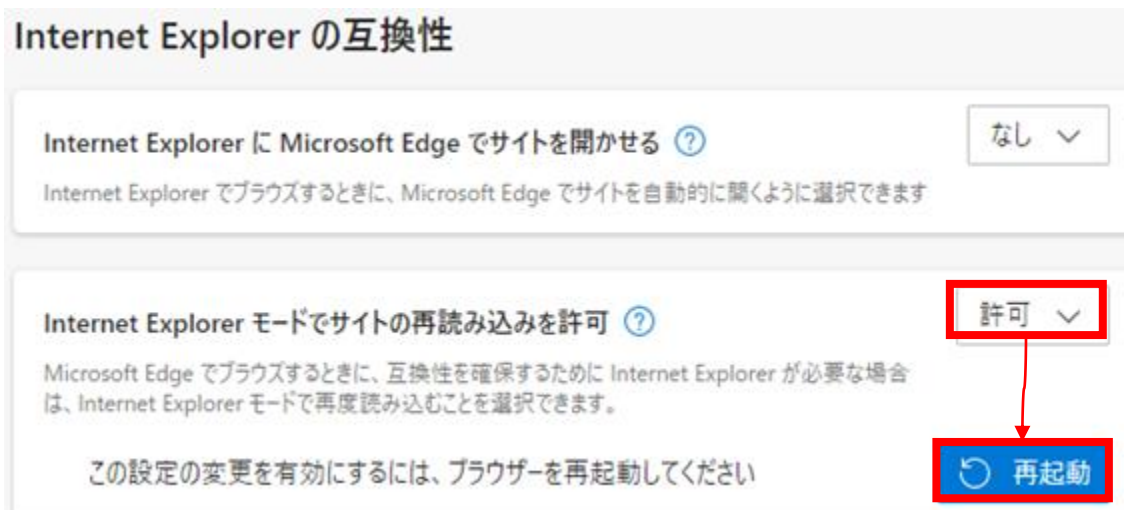 Internet Explorer の互換性
Internet Explorer に Microsoft Edge でサイトを開かせる ?
なし
Internet Explorer でブラウズするときに、Microsoft Edge でサイトを自動的に開くように選択できます
Internet Explorer モードでサイトの再読み込みを許可 ?
許可
Microsoft Edge でブラウズするときに、互換性を確保するために Internet Explorer が必要な場合
は、Internet Explorer モードで再度読み込むことを選択できます。
この設定の変更を有効にするには、ブラウザーを再起動してください
再起動